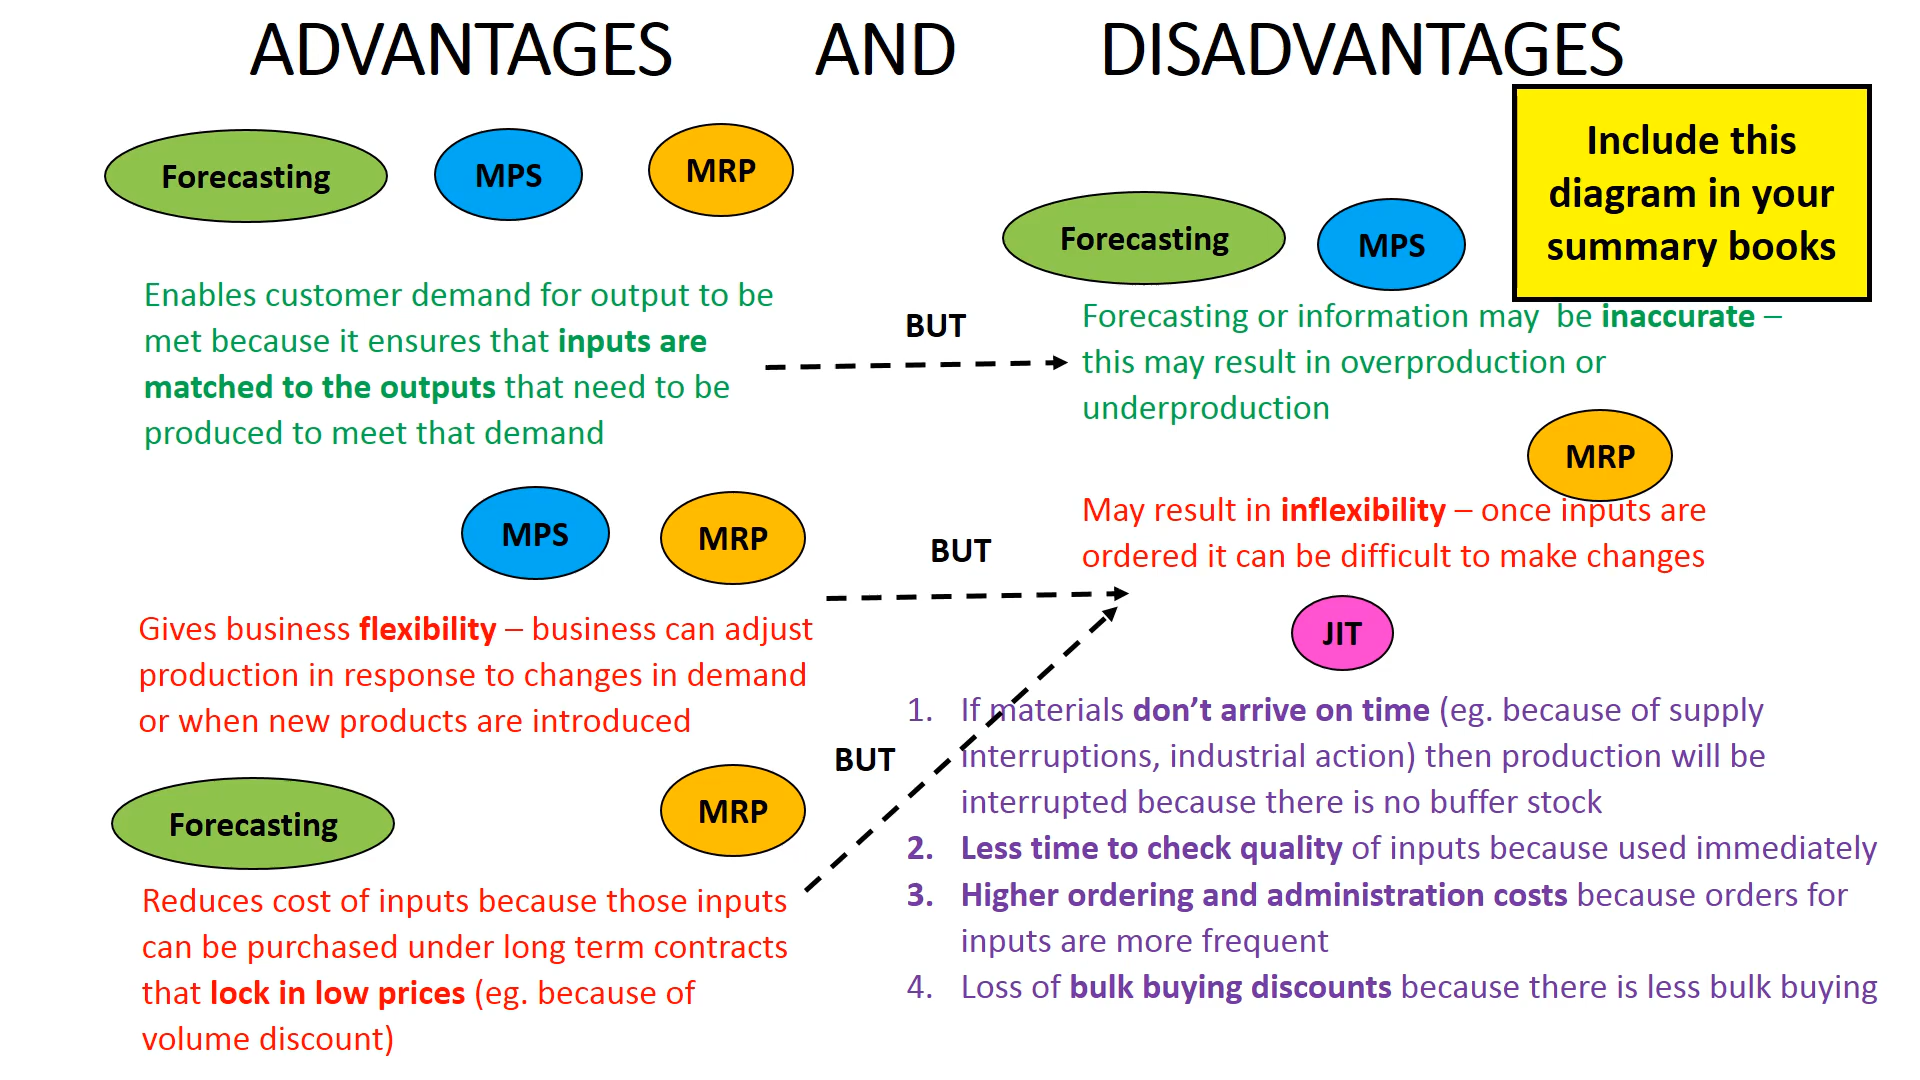 ADVANTAGES AND DISADVANTAGES
Include this
diagram in your
summary books
Forecasting
MPS
MRP
Enables customer demand for output to be
met because it ensures that inputs are
matched to the outputs that need to be
produced to meet that demand
BUT
Forecasting
MPS
Forecasting or information may be inaccurate –
this may result in overproduction or
underproduction
MPS
MRP
Gives business flexibility – business can adjust
production in response to changes in demand
or when new products are introduced
BUT
MRP
May result in inflexibility – once inputs are
ordered it can be difficult to make changes
Forecasting
MRP
Reduces cost of inputs because those inputs
can be purchased under long term contracts
that lock in low prices (eg. because of
volume discount)
BUT
JIT
1. If materials don’t arrive on time (eg. because of supply
interruptions, industrial action) then production will be
interrupted because there is no buffer stock
2. Less time to check quality of inputs because used immediately
3. Higher ordering and administration costs because orders for
inputs are more frequent
4. Loss of bulk buying discounts because there is less bulk buying